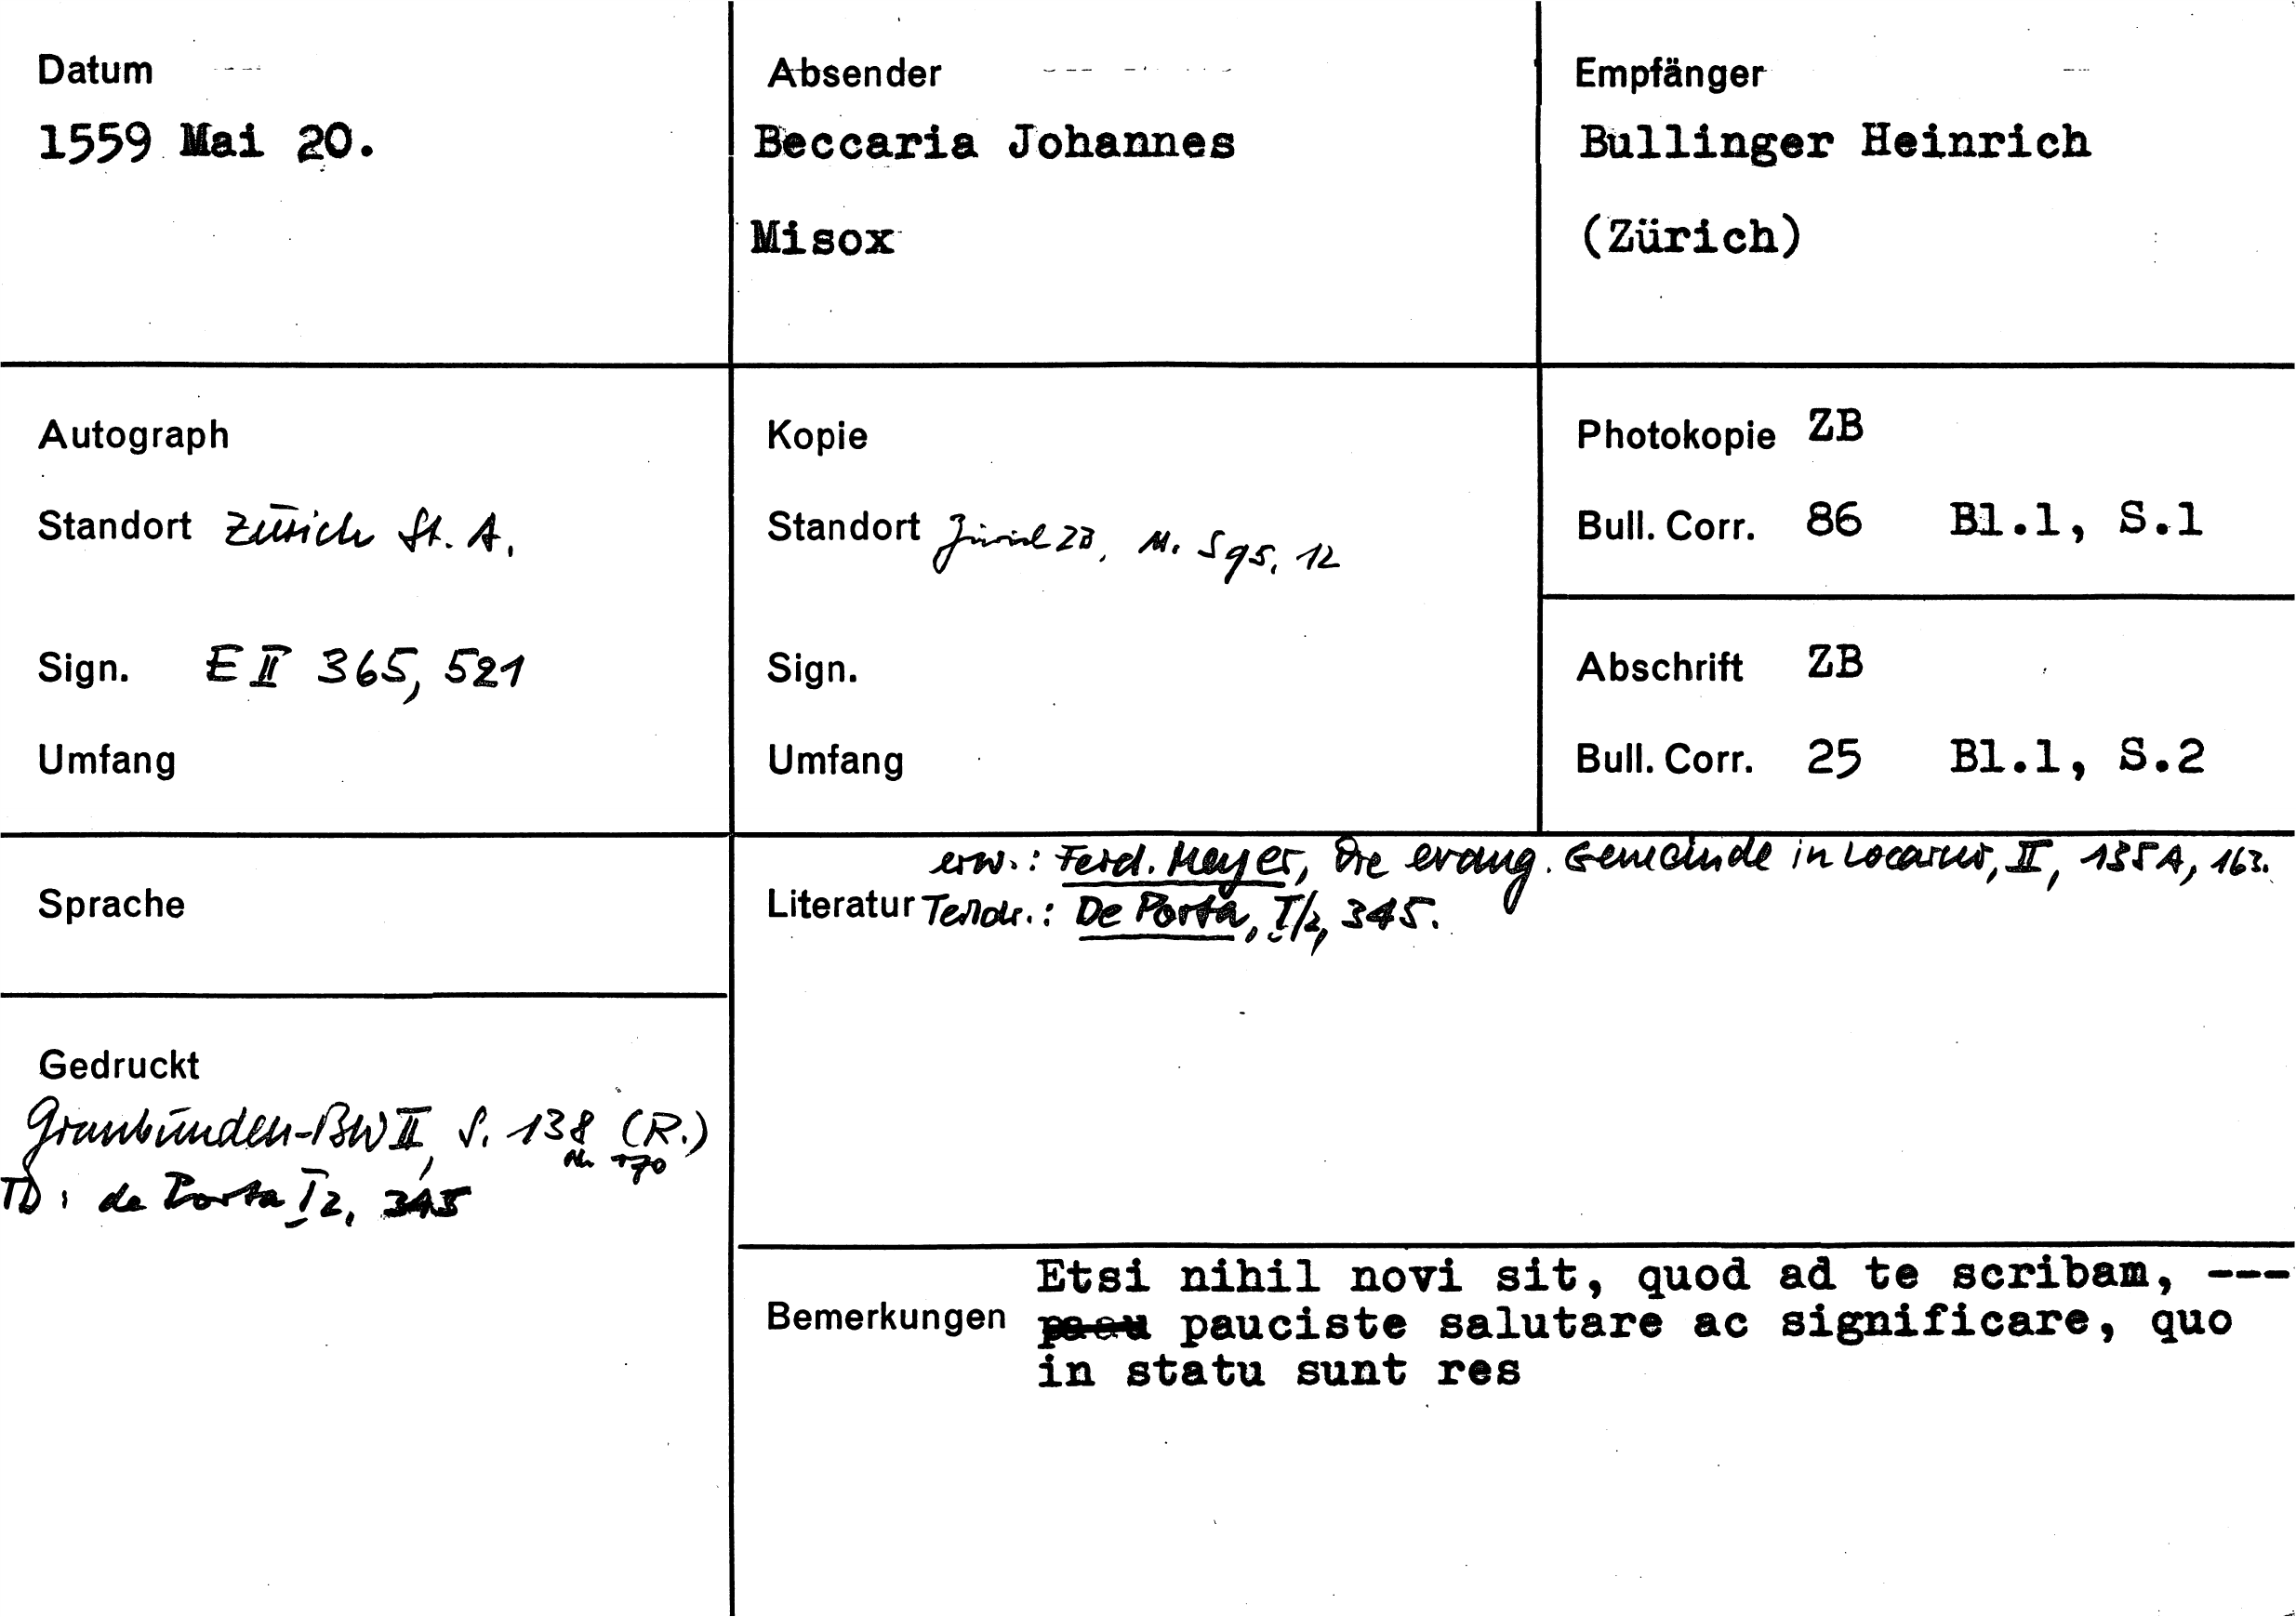 Datum
1559 Mai 20.
Absender
Beccaria Johannes
Misox
Empfänger
Bullinger Heinrich
(Zürich)
Autograph
Standort Zürich St. A.
Sign. E II 365, 521
Umfang
Kopie
Standort Zürich ZB, M. S 95, 12
Sign.
Umfang
Photokopie ZB
Bull. Corr. 86 Bl.1, S.1
Abschrift ZB
Bull. Corr. 25 Bl.1, S.2
Sprache
Gedruckt
Graubünden-BW II, S. 138 (R.)
Nr. 170
TD: de Porta I 2, 345
erw.: Ferd. Meyer, Die evang. Gemeinde in Locarno, II, 135 A, 163.
Literatur Teildr.: De Porta, I/2, 345.
Etsi nihil novi sit, quod ad te scribam, ---
Bemerkungen pauciste salutare ac significare, quo
in statu sunt res